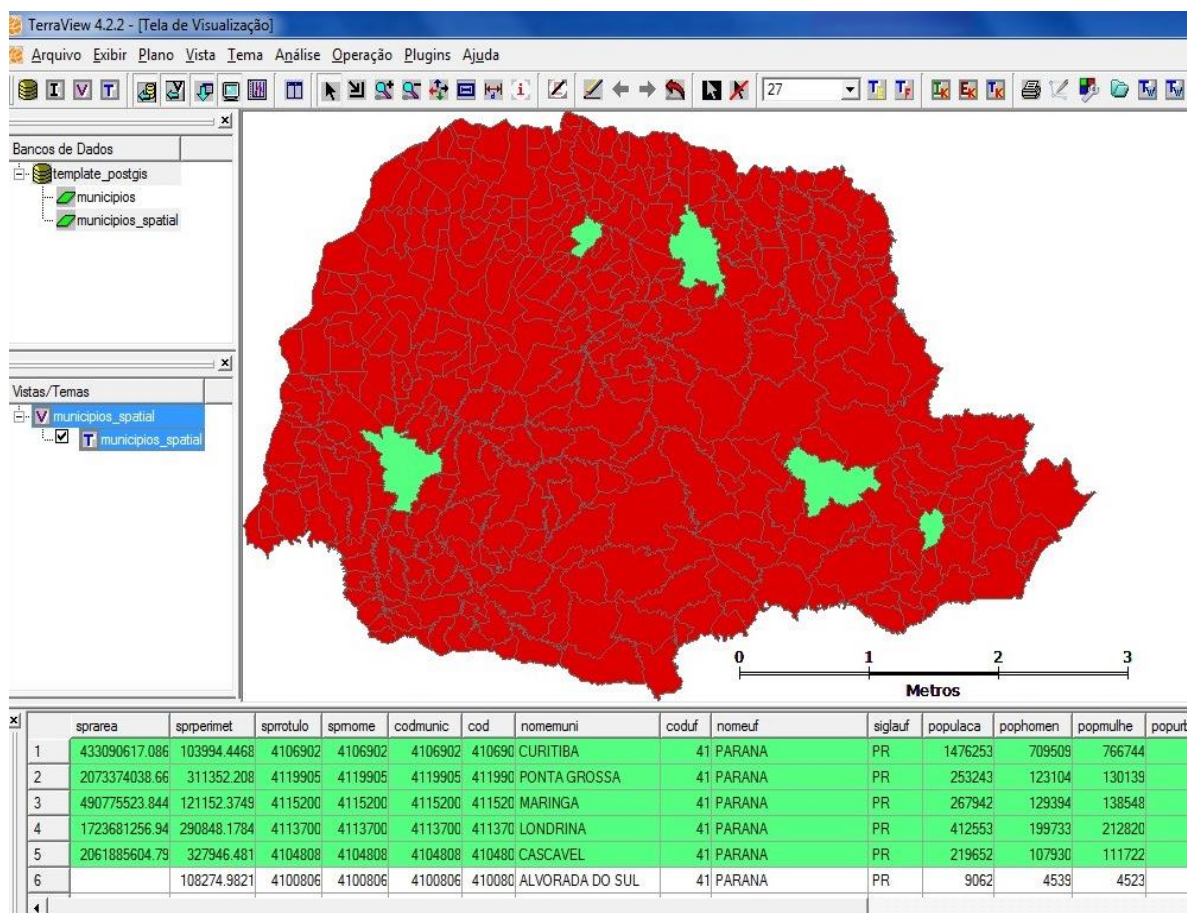 TerraView 4.2.2 - [Tela de Visualização]
Arquivo Exibir Plano Vista Tema Análise Operação Plugins Ajuda
I V T 27 T TF IK EK TK TW TW
Bancos de Dados
template_postgis
municipios
municipios_spatial
Vistas/Temas
V municipios_spatial
T municipios_spatial
0 1 2 3
Metros
sprarea sprperimet sprrotulo sprnome codmunic cod nomemuni coduf nomeuf siglauf populaca pophomen popmulhe popurb
1 433090617.086 103994.4468 4106902 4106902 4106902 410690 CURITIBA 41 PARANA PR 1476253 709509 766744
2 2073374038.66 311352.208 4119905 4119905 4119905 411990 PONTA GROSSA 41 PARANA PR 253243 123104 130139
3 490775523.844 121152.3749 4115200 4115200 4115200 411520 MARINGA 41 PARANA PR 267942 129394 138548
4 1723681256.94 290848.1784 4113700 4113700 4113700 411370 LONDRINA 41 PARANA PR 412553 199733 212820
5 2061885604.79 327946.481 4104808 4104808 4104808 410480 CASCAVEL 41 PARANA PR 219652 107930 111722
6 108274.9821 4100806 4100806 4100806 410080 ALVORADA DO SUL 41 PARANA PR 9062 4539 4523